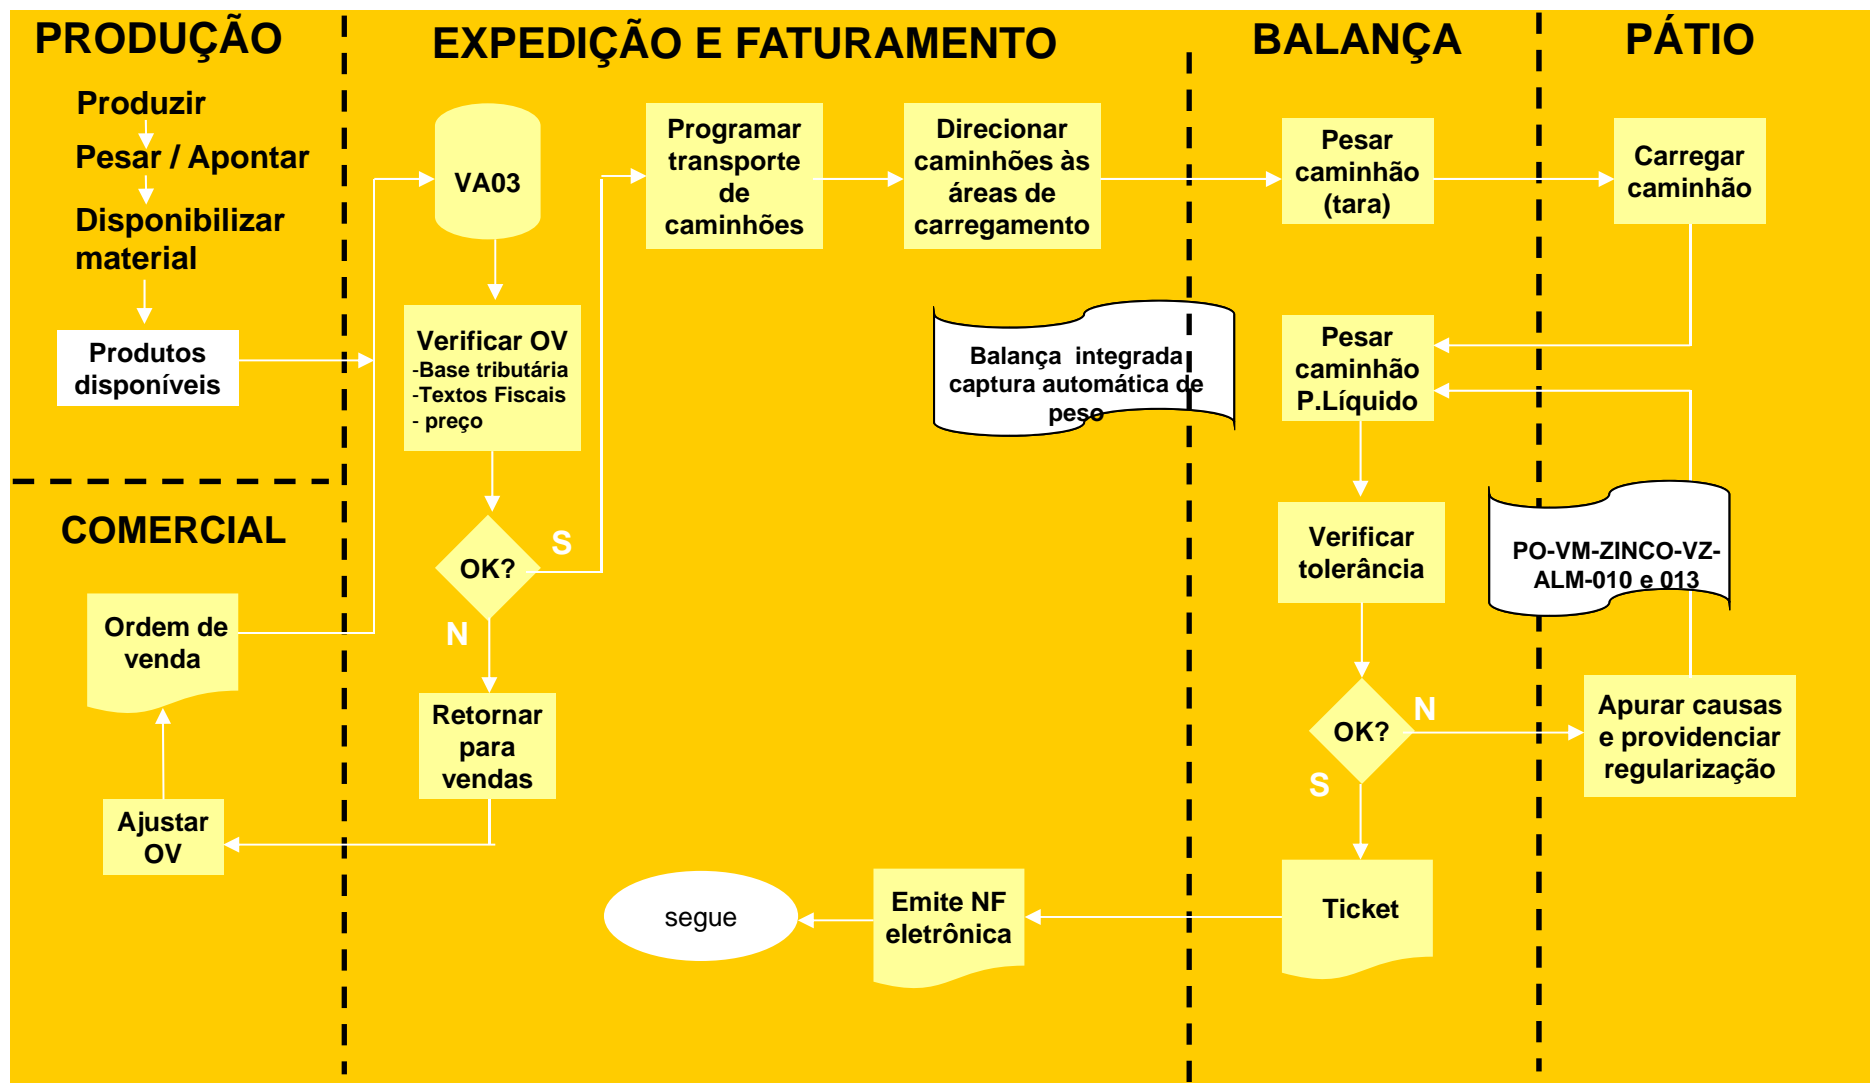 PRODUÇÃO
Produzir
Pesar / Apontar
Disponibilizar
material
Produtos
disponíveis
COMERCIAL
Ordem de
venda
Ajustar
OV
EXPEDIÇÃO E FATURAMENTO
VA03
Verificar OV
-Base tributária
-Textos Fiscais
- preço
OK?
S
N
Retornar
para
vendas
Programar
transporte
de
caminhões
Direcionar
caminhões às
áreas de
carregamento
Balança  integrada
captura automática de
peso
segue
Emite NF
eletrônica
BALANÇA
Pesar
caminhão
(tara)
Pesar
caminhão
P.Líquido
Verificar
tolerância
OK?
N
S
Ticket
PÁTIO
Carregar
caminhão
PO-VM-ZINCO-VZ-
ALM-010 e 013
Apurar causas
e providenciar
regularização